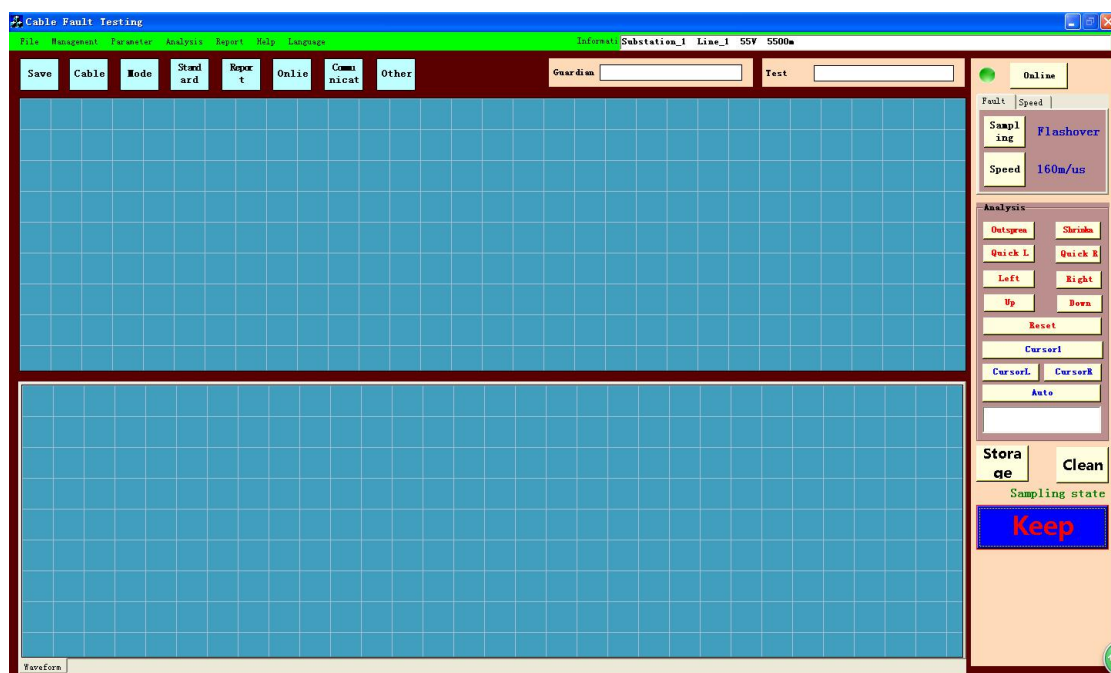 Cable Fault Testing
File Management Parameter Analysis Report Help Language Informati Substation_1 Line_1 55V 5500m
Save Cable Mode Stand Repor Onlie Commu Other Guardian Test Online
ard t nicat
Fault Speed
Sampl Flashover
ing
Speed 160m/us
Analysis
Outsprea Shrinka
Quick L Quick R
Left Right
Up Down
Reset
Cursor1
CursorL CursorR
Auto
Stora Clean
ge
Sampling state
Keep
Waveform